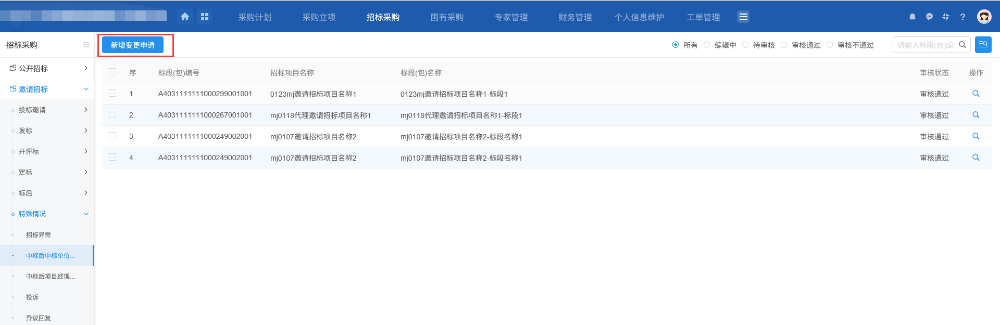 采购计划 采购立项 招标采购 国有采购 专家管理 财务管理 个人信息维护 工单管理
招标采购
新增变更申请
所有 编辑中 待审核 审核通过 审核不通过
请输入标段(包)编
公开招标
邀请招标
投标邀请
发标
开评标
定标
标后
特殊情况
招标异常
中标后中标单位...
中标后项目经理...
投诉
异议回复
序 标段(包)编号 招标项目名称 标段(包)名称 审核状态 操作
1 A4031111111000299001001 0123mj邀请招标项目名称1 0123mj邀请招标项目名称1-标段1 审核通过
2 A4031111111000267001001 mj0118代理邀请招标项目名称1 mj0118代理邀请招标项目名称1-标段1 审核通过
3 A4031111111000249002001 mj0107邀请招标项目名称2 mj0107邀请招标项目名称2-标段名称1 审核通过
4 A4031111111000249002001 mj0107邀请招标项目名称2 mj0107邀请招标项目名称2-标段名称1 审核通过